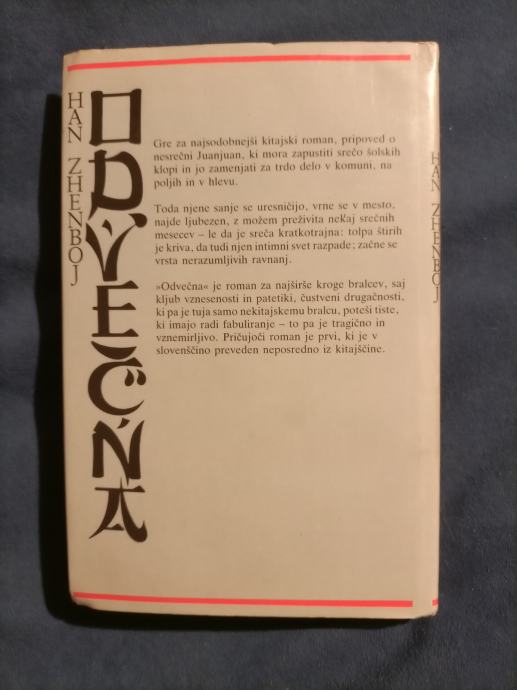 HAN ZHENBOJ
ODVEČNA
Gre za najsodobnejši kitajski roman, pripoved o
nesrečni Juanjuan, ki mora zapustiti srečo šolskih
klopi in jo zamenjati za trdo delo v komuni, na
poljih in v hlevu.
Toda njene sanje se uresničijo, vrne se v mesto,
najde ljubezen, z možem preživita nekaj srečnih
mesecev – le da je sreča kratkotrajna: tolpa štirih
je kriva, da tudi njen intimni svet razpade; začne se
vrsta nerazumljivih ravnanj.
»Odvečna« je roman za najširše kroge bralcev, saj
kljub vznesenosti in patetiki, čustveni drugačnosti,
ki pa je tuja samo nekitajskemu bralcu, poteši tiste,
ki imajo radi fabuliranje – to pa je tragično in
vznemirljivo. Pričujoči roman je prvi, ki je v
slovenščino preveden neposredno iz kitajščine.
HAN ZHENBOJ